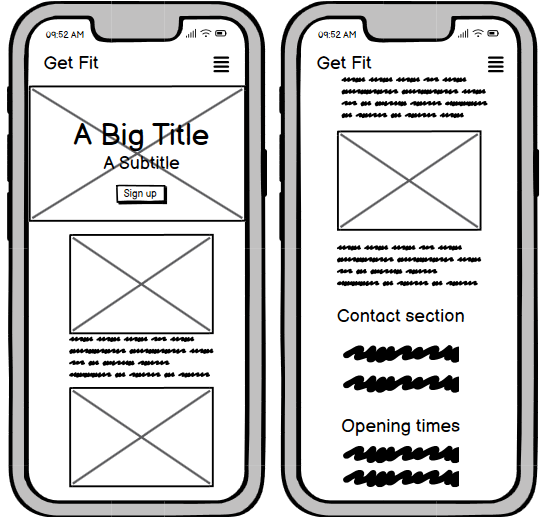 09:52 AM
Get Fit
A Big Title
A Subtitle
Sign up
09:52 AM
Get Fit
Contact section
Opening times